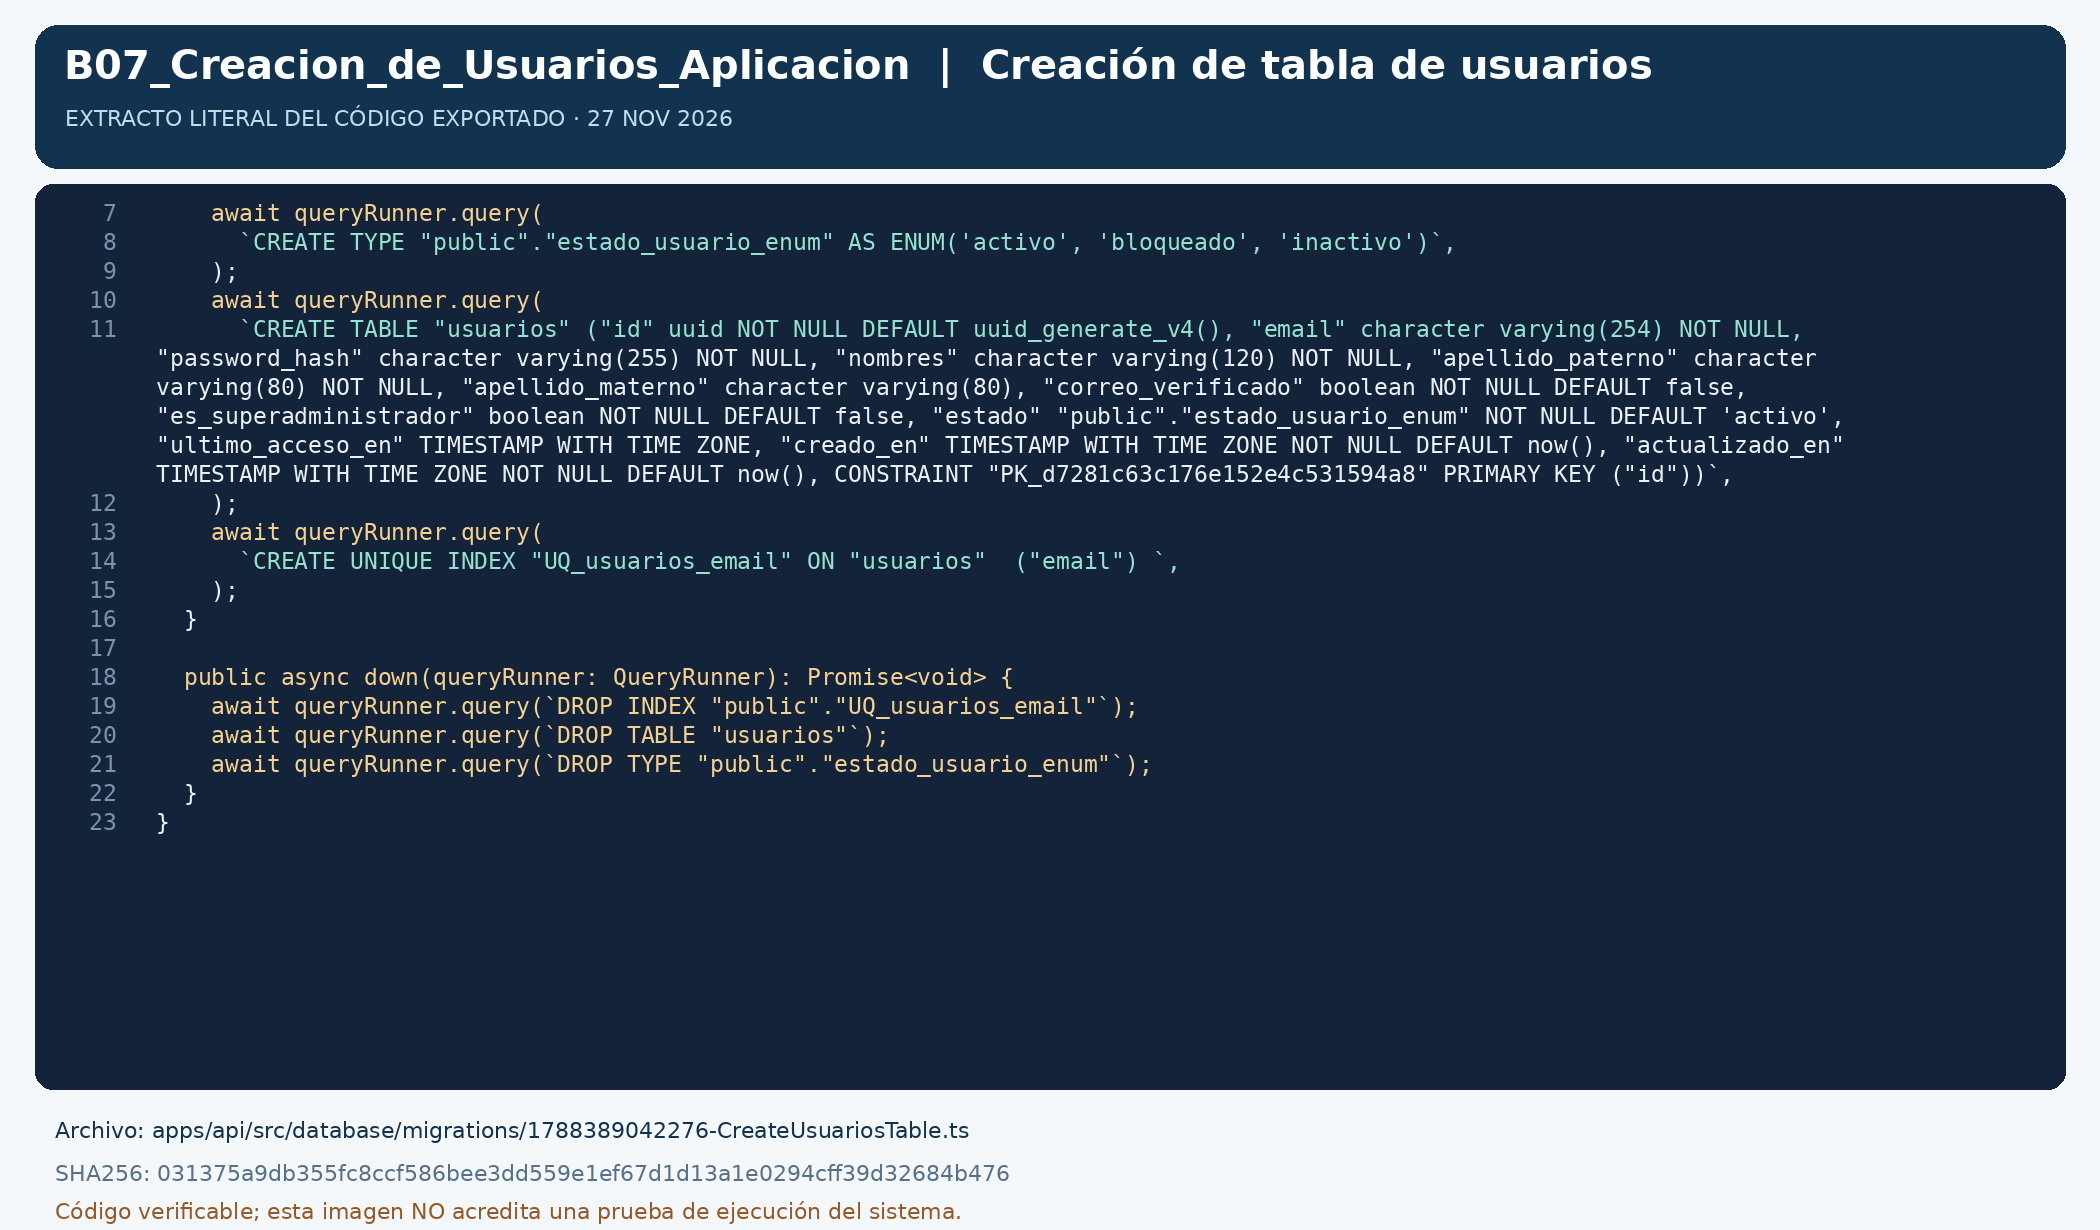 B07_Creacion_de_Usuarios_Aplicacion | Creación de tabla de usuarios
EXTRACTO LITERAL DEL CÓDIGO EXPORTADO · 27 NOV 2026
7 await queryRunner.query(
8 `CREATE TYPE "public"."estado_usuario_enum" AS ENUM('activo', 'bloqueado', 'inactivo')`,
9 );
10 await queryRunner.query(
11 `CREATE TABLE "usuarios" ("id" uuid NOT NULL DEFAULT uuid_generate_v4(), "email" character varying(254) NOT NULL,
"password_hash" character varying(255) NOT NULL, "nombres" character varying(120) NOT NULL, "apellido_paterno" character
varying(80) NOT NULL, "apellido_materno" character varying(80), "correo_verificado" boolean NOT NULL DEFAULT false,
"es_superadministrador" boolean NOT NULL DEFAULT false, "estado" "public"."estado_usuario_enum" NOT NULL DEFAULT 'activo',
"ultimo_acceso_en" TIMESTAMP WITH TIME ZONE, "creado_en" TIMESTAMP WITH TIME ZONE NOT NULL DEFAULT now(), "actualizado_en"
TIMESTAMP WITH TIME ZONE NOT NULL DEFAULT now(), CONSTRAINT "PK_d7281c63c176e152e4c531594a8" PRIMARY KEY ("id"))`,
12 );
13 await queryRunner.query(
14 `CREATE UNIQUE INDEX "UQ_usuarios_email" ON "usuarios"  ("email") `,
15 );
16 }
17
18 public async down(queryRunner: QueryRunner): Promise<void> {
19 await queryRunner.query(`DROP INDEX "public"."UQ_usuarios_email"`);
20 await queryRunner.query(`DROP TABLE "usuarios"`);
21 await queryRunner.query(`DROP TYPE "public"."estado_usuario_enum"`);
22 }
23 }
Archivo: apps/api/src/database/migrations/1788389042276-CreateUsuariosTable.ts
SHA256: 031375a9db355fc8ccf586bee3dd559e1ef67d1d13a1e0294cff39d32684b476
Código verificable; esta imagen NO acredita una prueba de ejecución del sistema.